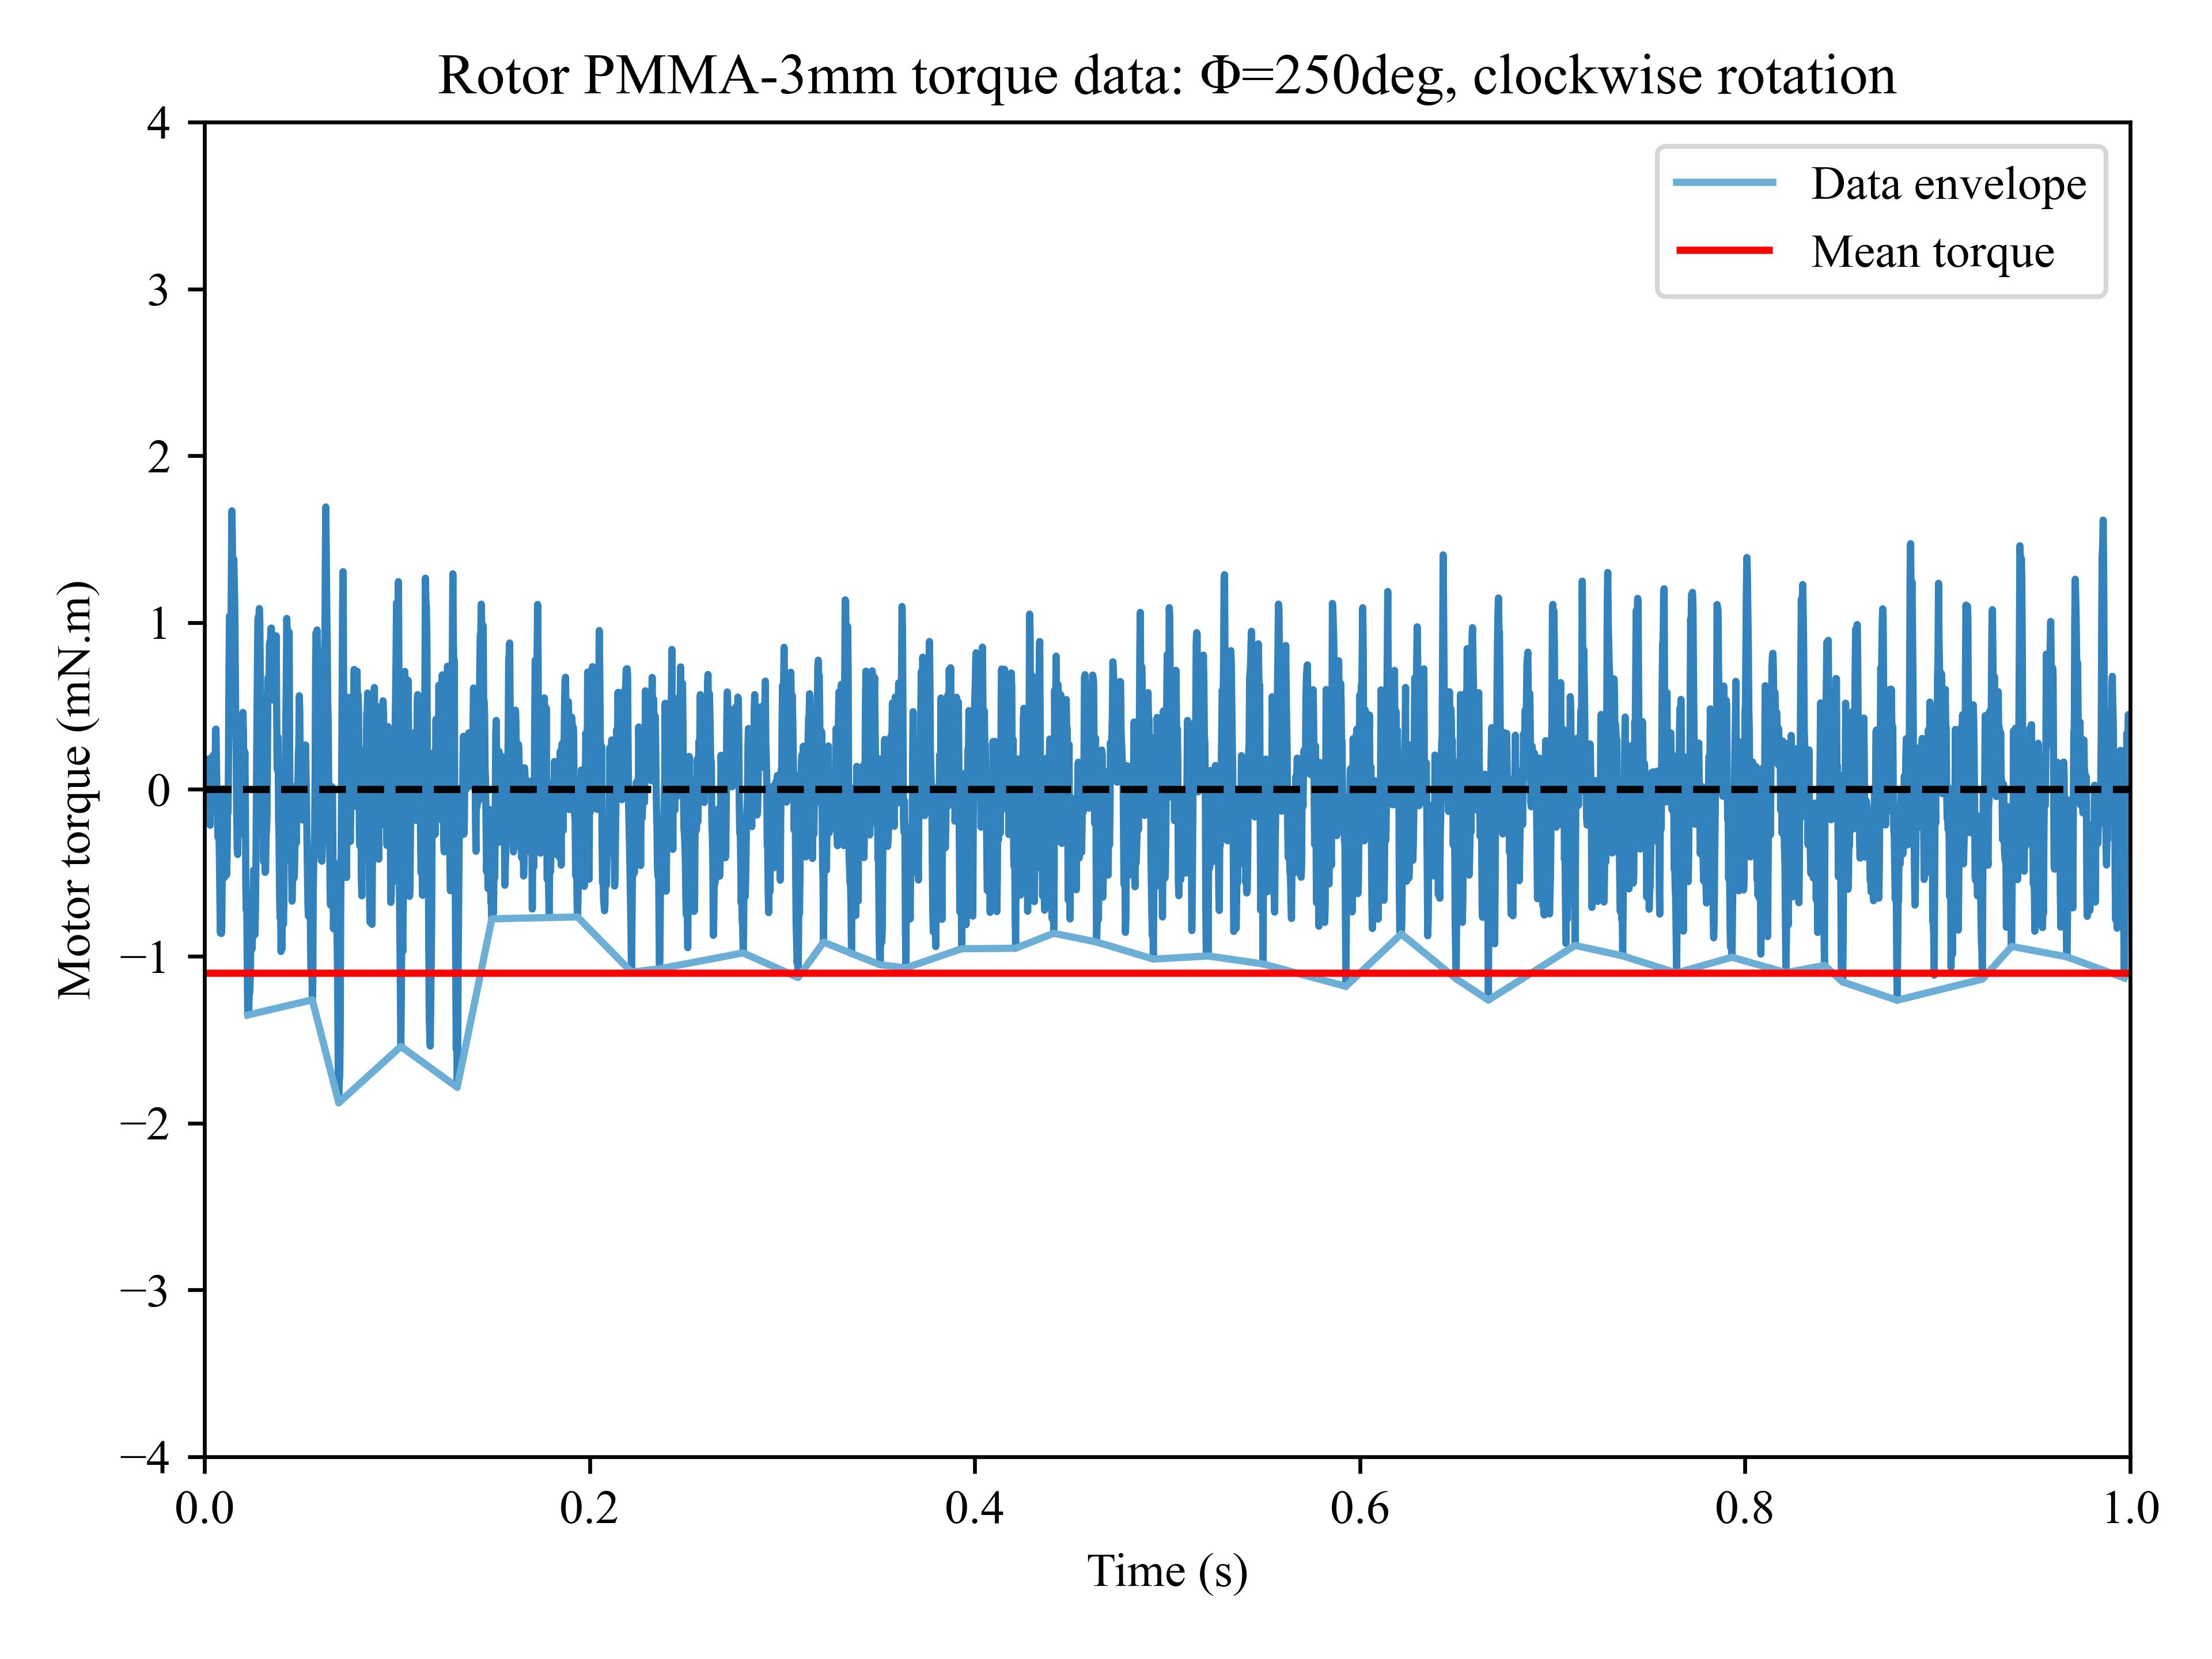 Rotor PMMA-3mm torque data: Φ=250deg, clockwise rotation
Data envelope
Mean torque
Motor torque (mN.m)
4
3
2
1
0
−1
−2
−3
−4
0.0 0.2 0.4 0.6 0.8 1.0
Time (s)